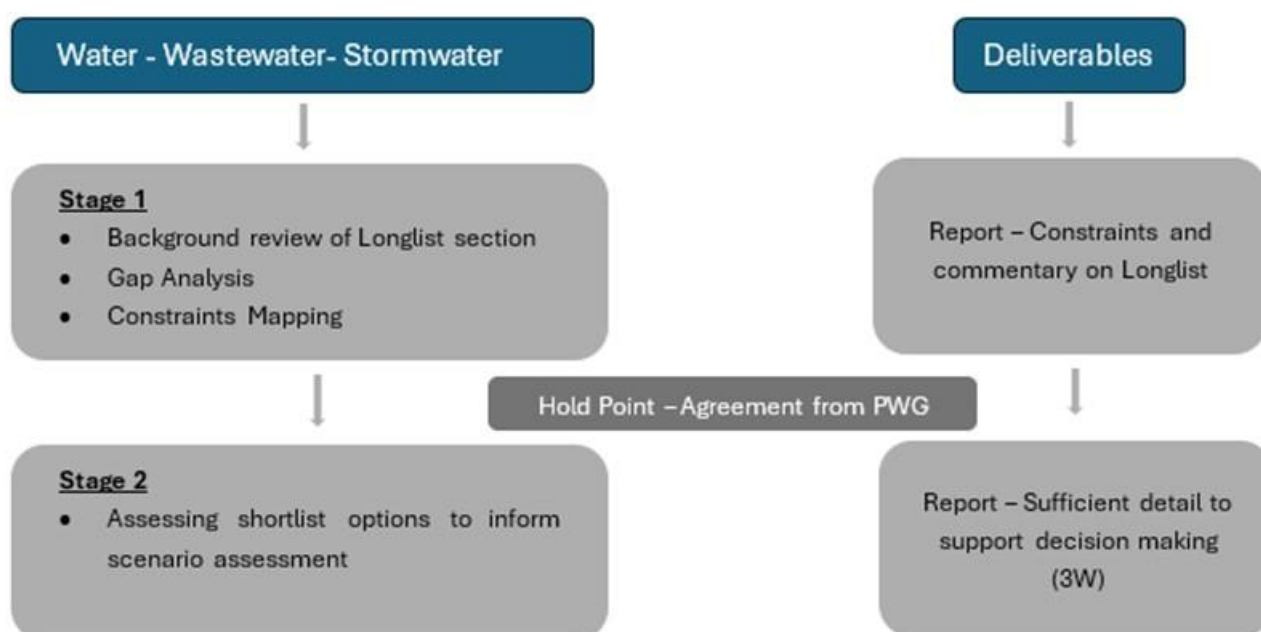 Water - Wastewater- Stormwater
Deliverables
Stage 1
• Background review of Longlist section
• Gap Analysis
• Constraints Mapping
Report – Constraints and
commentary on Longlist
Hold Point – Agreement from PWG
Stage 2
• Assessing shortlist options to inform
scenario assessment
Report – Sufficient detail to
support decision making
(3W)